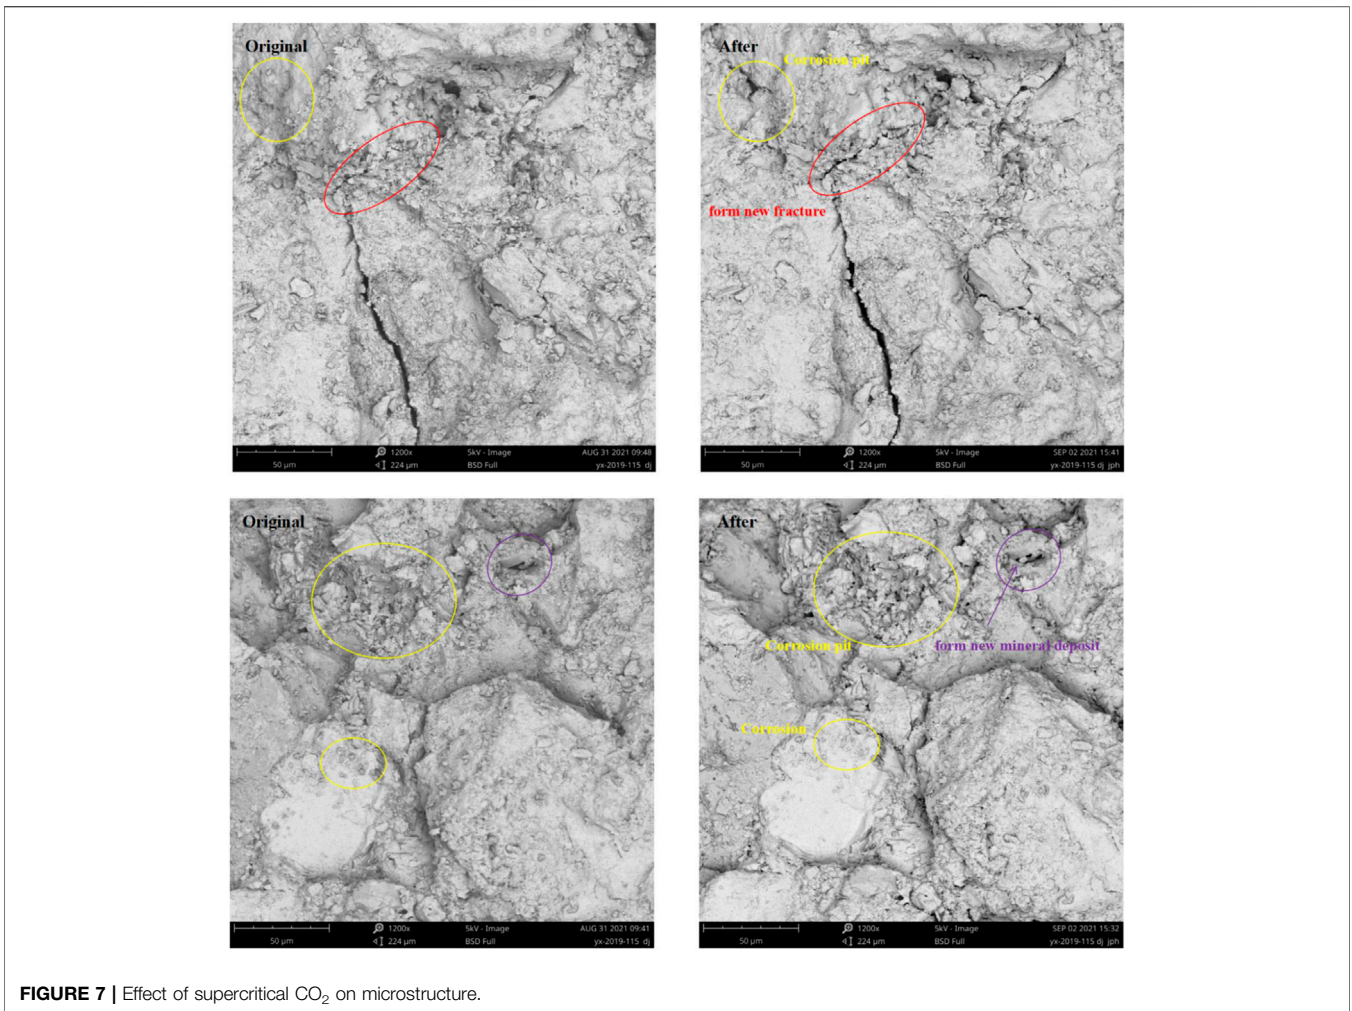 Original
After
Corrosion pit
form new fracture
50 µm
1200x
224 µm
5kV - Image
BSD Full
AUG 31 2021 09:48
yx-2019-115 dj
50 µm
1200x
224 µm
5kV - Image
BSD Full
SEP 02 2021 15:41
yx-2019-115 dj jph
Original
After
Corrosion pit
form new mineral deposit
Corrosion
50 µm
1200x
224 µm
5kV - Image
BSD Full
AUG 31 2021 09:41
yx-2019-115 dj
50 µm
1200x
224 µm
5kV - Image
BSD Full
SEP 02 2021 15:32
yx-2019-115 dj jph
FIGURE 7 | Effect of supercritical CO₂ on microstructure.